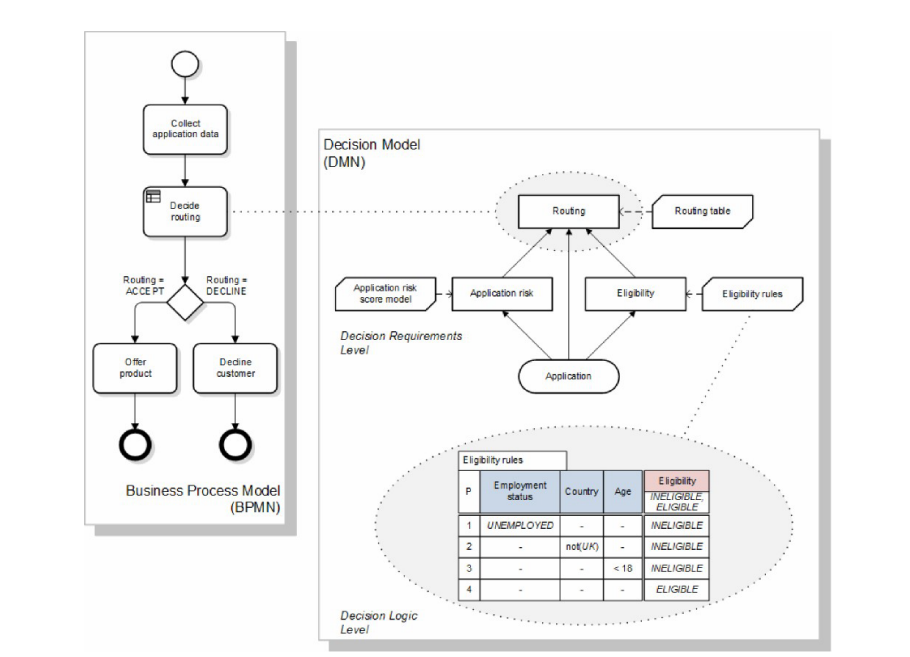 Collect
application data
Decide
routing
Routing =
ACCEPT
Routing =
DECLINE
Offer
product
Decline
customer
Business Process Model
(BPMN)
Decision Model
(DMN)
Routing
Routing table
Application risk
score model
Application risk
Eligibility
Eligibility rules
Decision Requirements
Level
Application
Eligibility rules
P
Employment
status
Country
Age
Eligibility
INELIGIBLE,
ELIGIBLE
1 UNEMPLOYED - - INELIGIBLE
2 - not(UK) - INELIGIBLE
3 - - < 18 INELIGIBLE
4 - - - ELIGIBLE
Decision Logic
Level